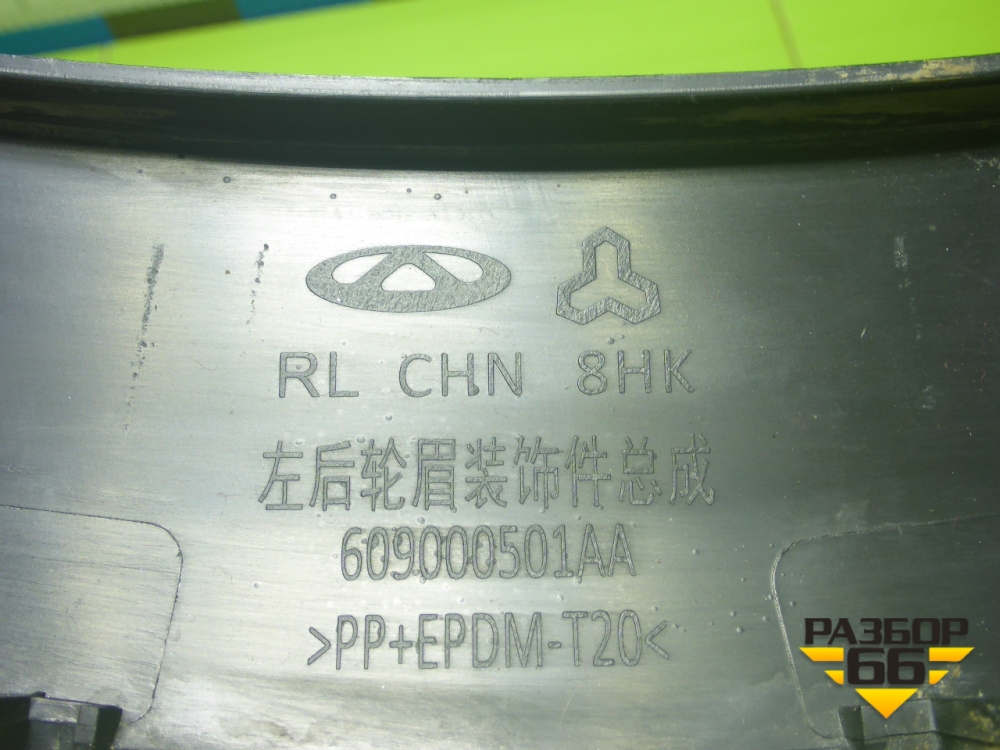 RL CHN 8HK
左后轮眉装饰件总成
609000501AA
>PP+EPDM-T20<
РАЗБОР
66